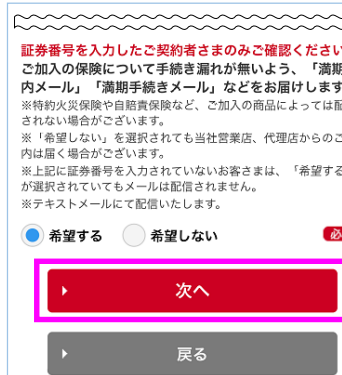 証券番号を入力したご契約者さまのみご確認ください
ご加入の保険について手続き漏れが無いよう、「満期
内メール」「満期手続きメール」などをお届けします
※特約火災保険や自賠責保険など、ご加入の商品によっては配
されない場合がございます。
※「希望しない」を選択されても当社営業店、代理店からのご
内は届く場合がございます。
※上記に証券番号を入力されていないお客さまは、「希望する
が選択されていてもメールは配信されません。
※テキストメールにて配信いたします。
希望する 希望しない 必
次へ
戻る